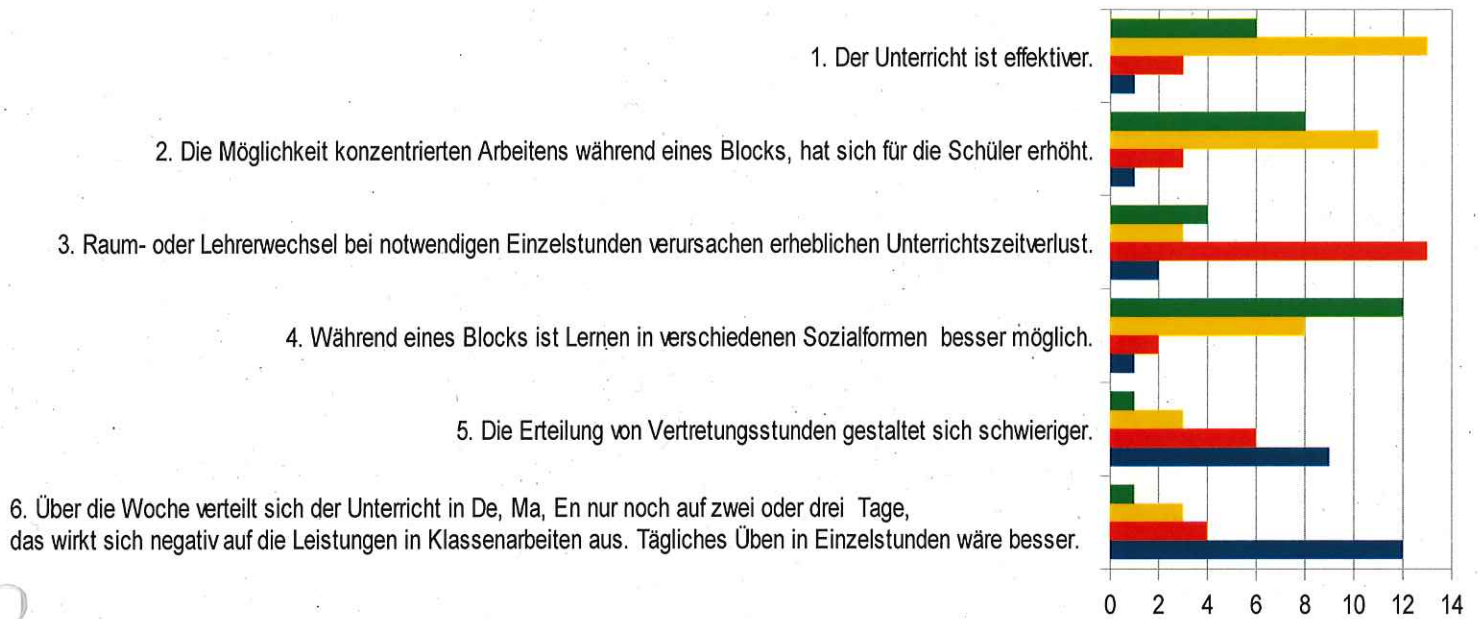 1. Der Unterricht ist effektiver.
2. Die Möglichkeit konzentrierten Arbeitens während eines Blocks, hat sich für die Schüler erhöht.
3. Raum- oder Lehrerwechsel bei notwendigen Einzelstunden verursachen erheblichen Unterrichtszeitverlust.
4. Während eines Blocks ist Lernen in verschiedenen Sozialformen besser möglich.
5. Die Erteilung von Vertretungsstunden gestaltet sich schwieriger.
6. Über die Woche verteilt sich der Unterricht in De, Ma, En nur noch auf zwei oder drei Tage,
das wirkt sich negativ auf die Leistungen in Klassenarbeiten aus. Tägliches Üben in Einzelstunden wäre besser.
0 2 4 6 8 10 12 14